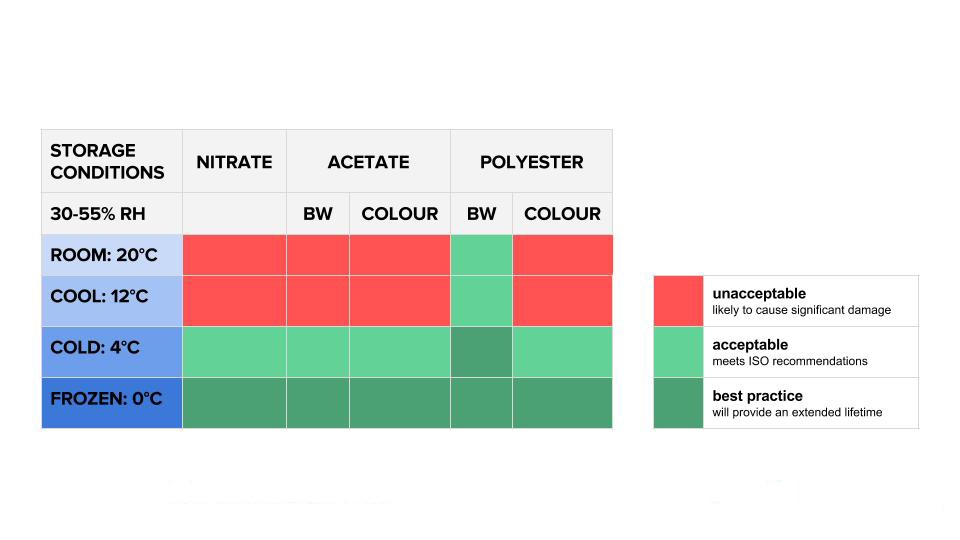 STORAGE
CONDITIONS
NITRATE
ACETATE
POLYESTER
30-55% RH
BW
COLOUR
BW
COLOUR
ROOM: 20°C
COOL: 12°C
COLD: 4°C
FROZEN: 0°C
unacceptable
likely to cause significant damage
acceptable
meets ISO recommendations
best practice
will provide an extended lifetime